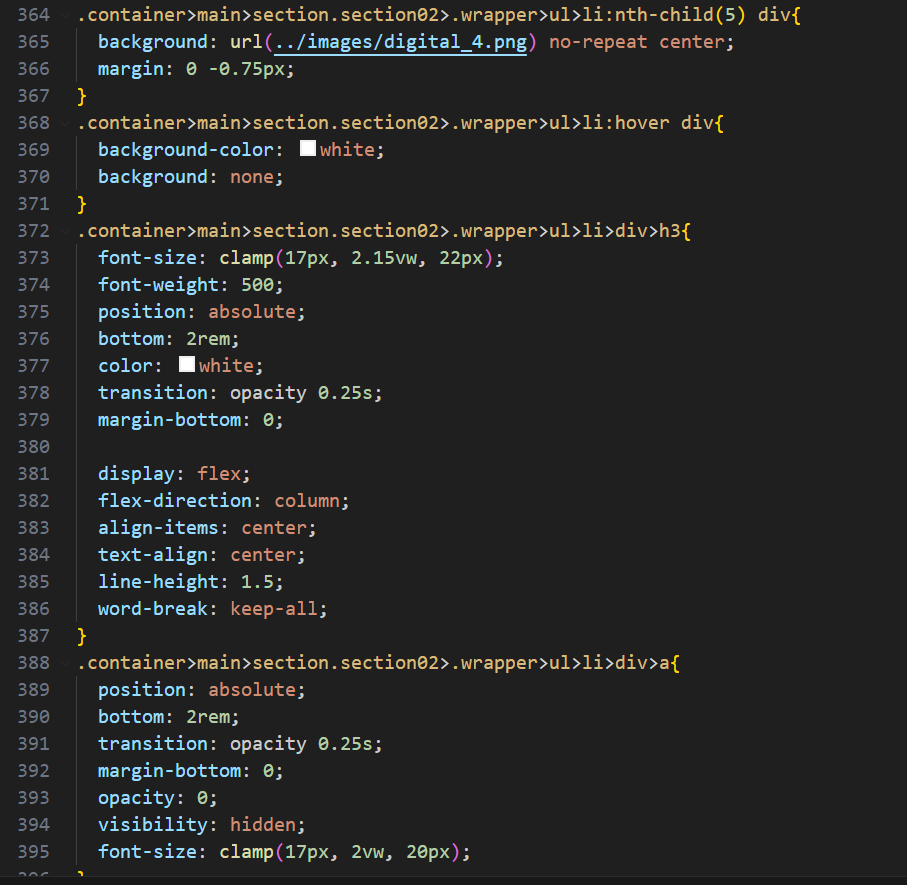 364 .container>main>section.section02>.wrapper>ul>li:nth-child(5) div{
365 background: url(../images/digital_4.png) no-repeat center;
366 margin: 0 -0.75px;
367 }
368 .container>main>section.section02>.wrapper>ul>li:hover div{
369 background-color: white;
370 background: none;
371 }
372 .container>main>section.section02>.wrapper>ul>li>div>h3{
373 font-size: clamp(17px, 2.15vw, 22px);
374 font-weight: 500;
375 position: absolute;
376 bottom: 2rem;
377 color: white;
378 transition: opacity 0.25s;
379 margin-bottom: 0;
380
381 display: flex;
382 flex-direction: column;
383 align-items: center;
384 text-align: center;
385 line-height: 1.5;
386 word-break: keep-all;
387 }
388 .container>main>section.section02>.wrapper>ul>li>div>a{
389 position: absolute;
390 bottom: 2rem;
391 transition: opacity 0.25s;
392 margin-bottom: 0;
393 opacity: 0;
394 visibility: hidden;
395 font-size: clamp(17px, 2vw, 20px);